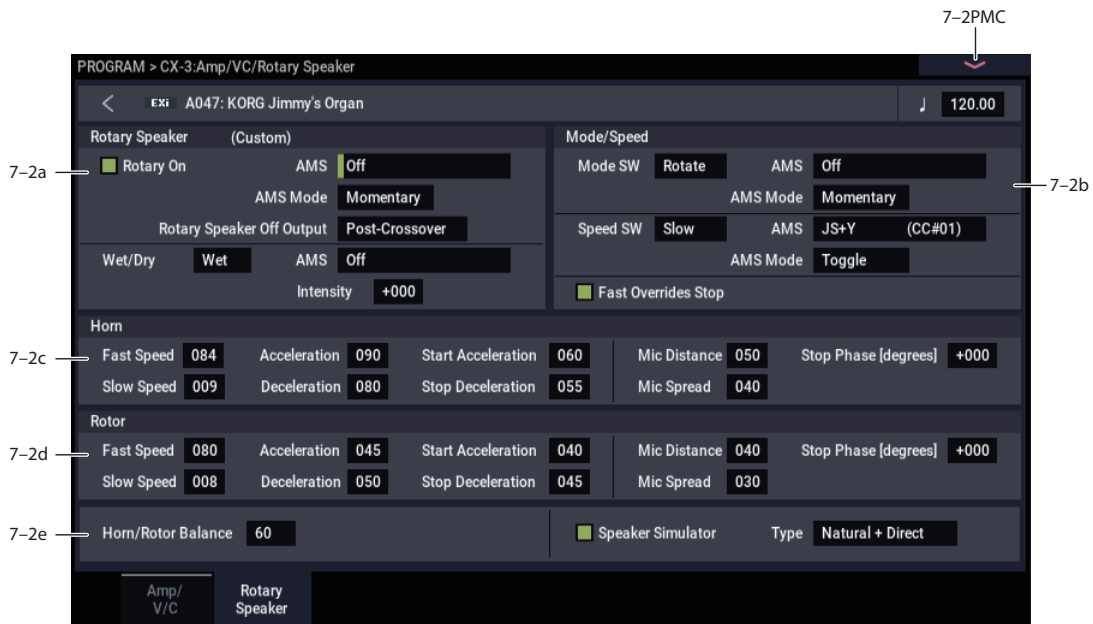 7–2PMC
PROGRAM > CX-3:Amp/VC/Rotary Speaker
EXi A047: KORG Jimmy's Organ
♩ 120.00
Rotary Speaker (Custom)
Rotary On AMS Off
AMS Mode Momentary
Rotary Speaker Off Output Post-Crossover
Wet/Dry Wet AMS Off
Intensity +000
7–2a
Mode/Speed
Mode SW Rotate AMS Off
AMS Mode Momentary
Speed SW Slow AMS JS+Y (CC#01)
AMS Mode Toggle
Fast Overrides Stop
7–2b
Horn
7–2c
Fast Speed 084 Acceleration 090 Start Acceleration 060 Mic Distance 050 Stop Phase [degrees] +000
Slow Speed 009 Deceleration 080 Stop Deceleration 055 Mic Spread 040
Rotor
7–2d
Fast Speed 080 Acceleration 045 Start Acceleration 040 Mic Distance 040 Stop Phase [degrees] +000
Slow Speed 008 Deceleration 050 Stop Deceleration 045 Mic Spread 030
7–2e
Horn/Rotor Balance 60 Speaker Simulator Type Natural + Direct
Amp/
V/C
Rotary
Speaker